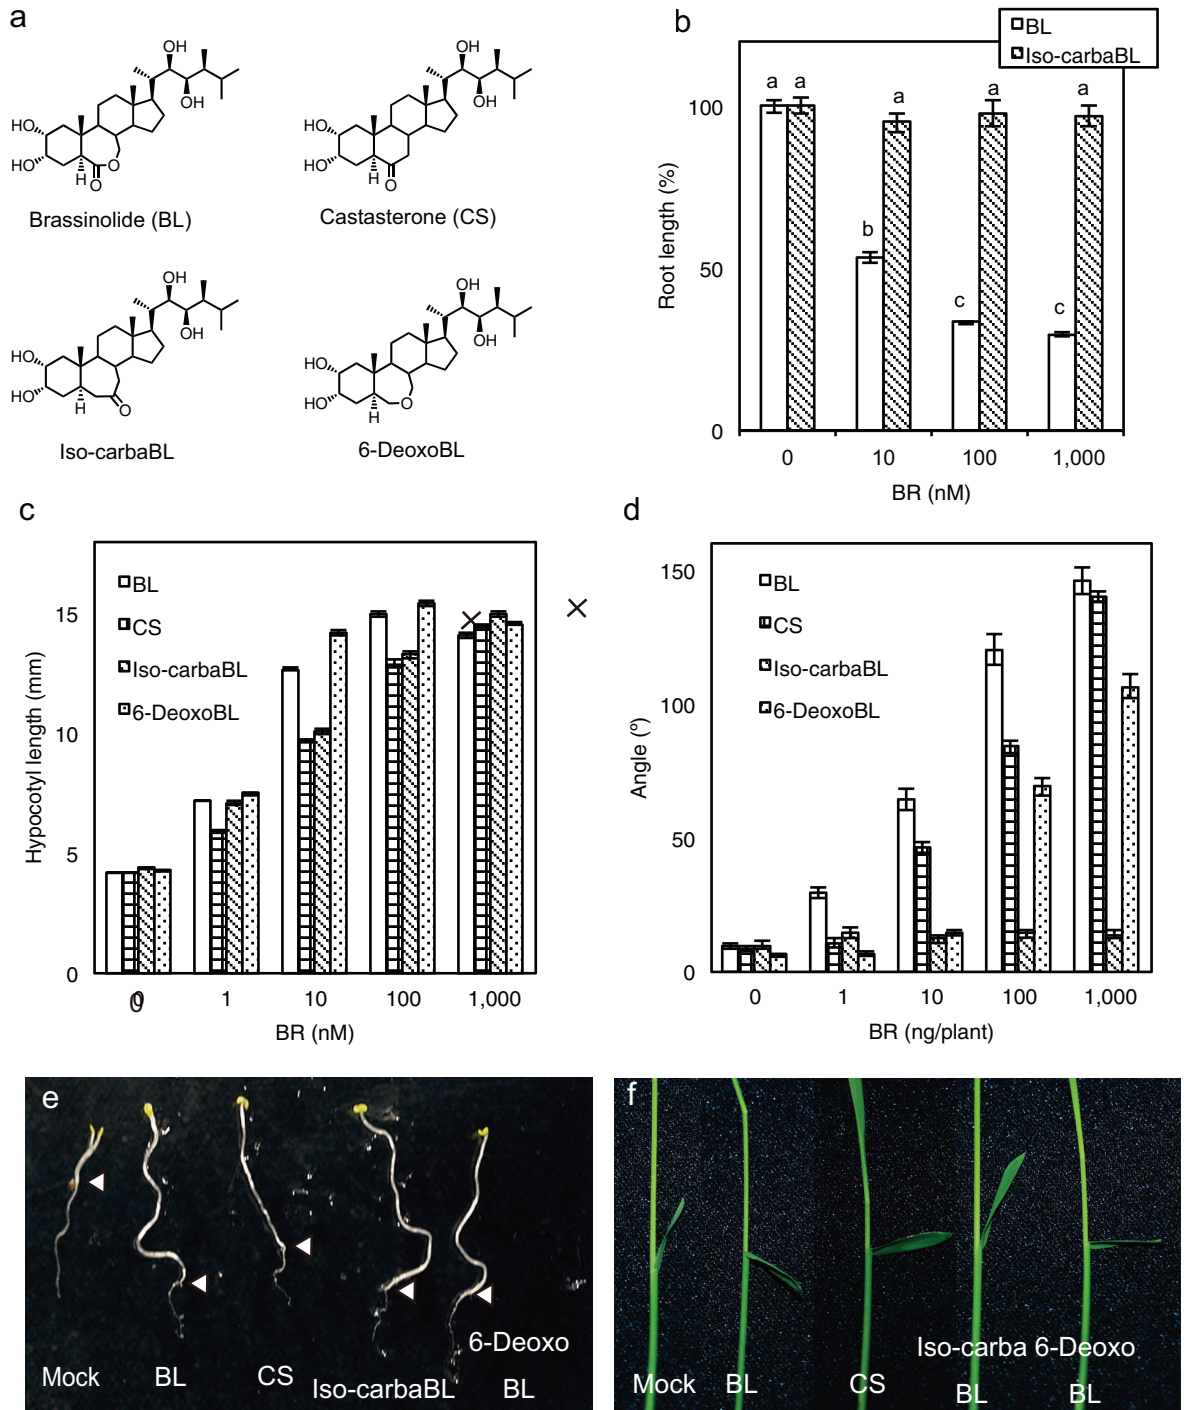 a
OH
OH
HO
HO
H
O
O
Brassinolide (BL)
OH
OH
HO
HO
H
O
Castasterone (CS)
OH
OH
HO
HO
H
O
Iso-carbaBL
OH
OH
HO
HO
H
O
6-DeoxoBL
b
BL
Iso-carbaBL
Root length (%)
100
50
0
a a
b
a
c
a
c
a
0 10 100 1,000
BR (nM)
c
BL
CS
Iso-carbaBL
6-DeoxoBL
Hypocotyl length (mm)
15
10
5
0
0 1 10 100 1,000
0
BR (nM)
d
BL
CS
Iso-carbaBL
6-DeoxoBL
Angle (º)
150
100
50
0
0 1 10 100 1,000
BR (ng/plant)
e
Mock
BL
CS
Iso-carbaBL
6-Deoxo
BL
f
Mock
BL
CS
Iso-carba 6-Deoxo
BL
BL